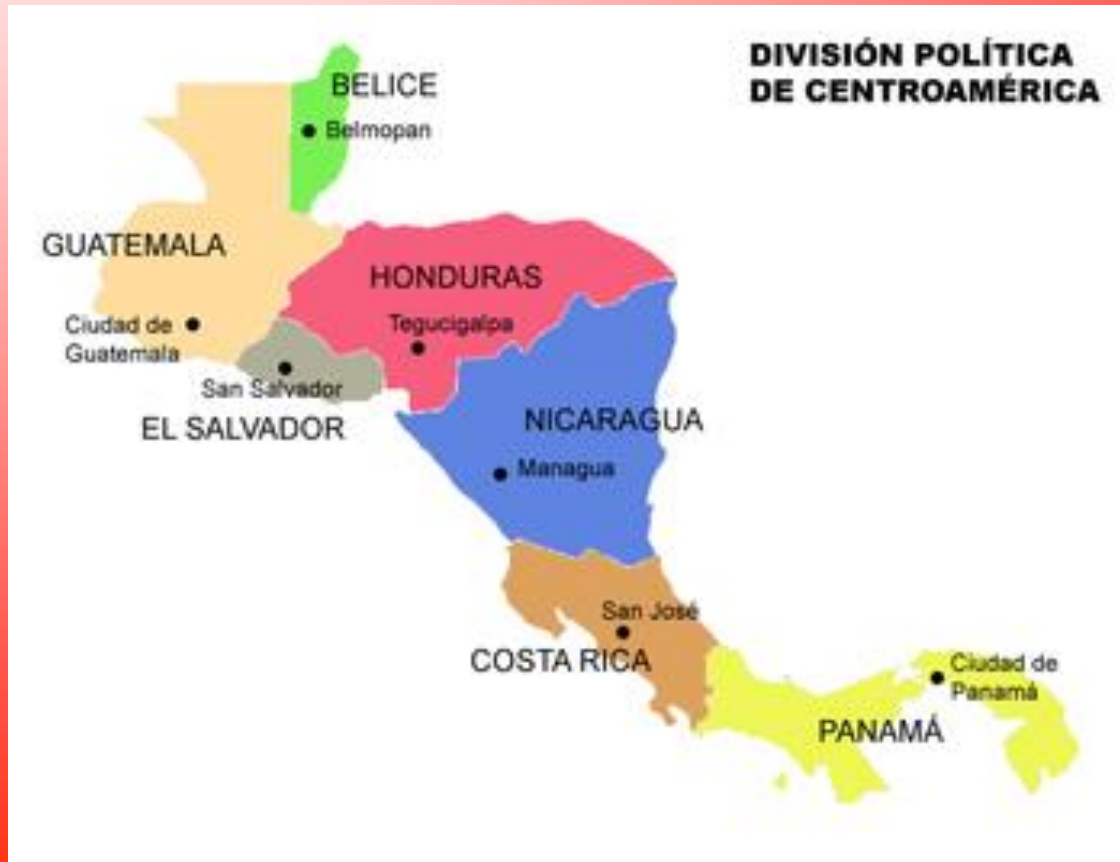 DIVISIÓN POLÍTICA
DE CENTROAMÉRICA
BELICE
Belmopan
GUATEMALA
Ciudad de
Guatemala
HONDURAS
Tegucigalpa
San Salvador
EL SALVADOR
NICARAGUA
Managua
San José
COSTA RICA
Ciudad de
Panamá
PANAMÁ